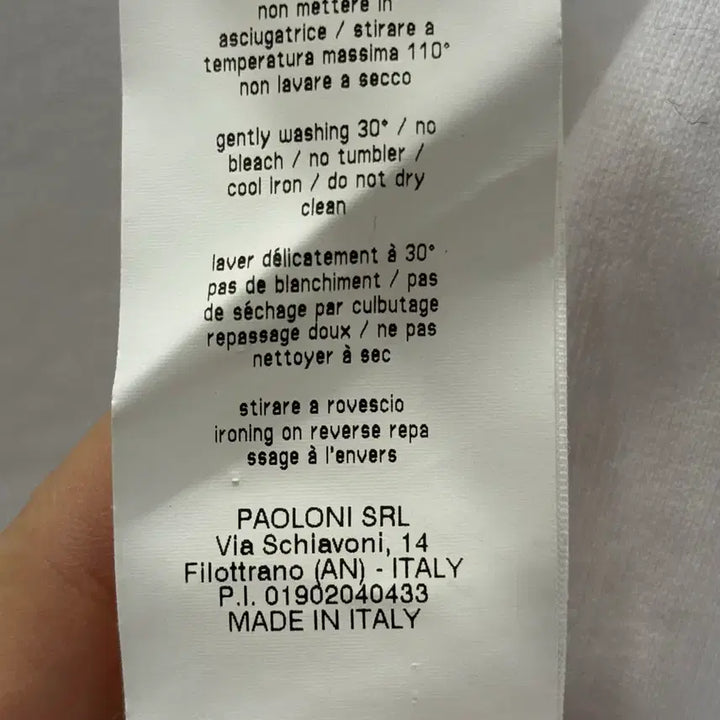 non mettere in
asciugatrice / stirare a
temperatura massima 110°
non lavare a secco
gently washing 30° / no
bleach / no tumbler /
cool iron / do not dry
clean
laver délicatement à 30°
pas de blanchiment / pas
de séchage par culbutage
repassage doux / ne pas
nettoyer à sec
stirare a rovescio
ironing on reverse repa
ssage à l'envers
PAOLONI SRL
Via Schiavoni, 14
Filottrano (AN) - ITALY
P.I. 01902040433
MADE IN ITALY